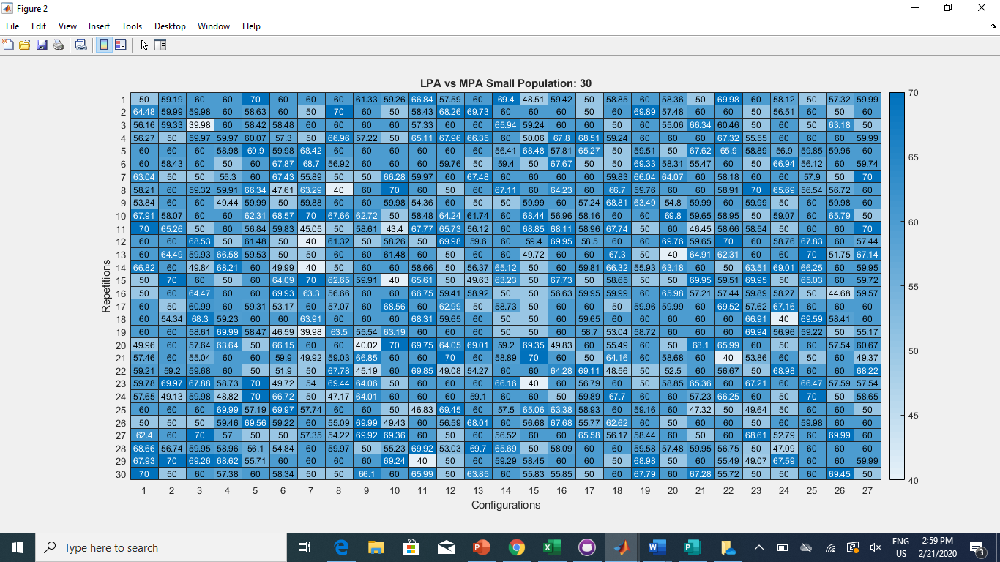 Figure 2
File Edit View Insert Tools Desktop Window Help
LPA vs MPA Small Population: 30
1 50 59.19 60 60 70 60 60 60 61.33 59.26 66.84 57.59 60 69.4 48.51 59.42 50 58.85 60 58.36 50 69.98 60 58.12 50 57.32 59.99 70
2 64.48 59.99 59.98 60 58.63 60 50 70 60 50 58.43 68.26 69.73 60 60 60 50 60 69.89 57.48 60 60 50 56.51 60 50 60
3 56.16 59.33 39.98 60 58.42 58.48 60 60 60 60 57.33 60 60 65.94 59.24 60 60 50 60 55.06 66.34 60.46 50 60 50 63.18 50
4 56.27 50 59.97 59.97 60.07 57.3 50 66.96 57.22 50 65.11 67.96 66.35 60 50.06 67.8 68.51 59.24 60 60 60 67.32 55.55 60 60 60 59.99
5 60 60 60 58.98 69.9 59.98 68.42 60 60 60 60 60 60 56.41 68.48 57.81 65.27 50 59.51 50 67.62 65.9 58.89 56.9 59.85 59.96 60 65
6 60 58.43 60 50 60 67.87 68.7 56.92 60 60 60 59.76 50 59.4 50 67.67 50 50 69.33 58.31 55.47 60 50 66.94 56.12 60 59.74
7 63.04 50 50 55.3 60 67.43 55.89 50 50 66.28 59.97 60 67.48 60 60 60 60 59.83 66.04 64.07 60 58.18 60 60 57.9 50 70
8 58.21 60 59.32 59.91 66.34 47.61 63.29 40 60 70 60 50 60 67.11 60 64.23 60 66.7 59.76 60 60 58.91 70 65.69 56.54 56.72 60
9 53.84 60 60 49.44 59.99 50 59.88 60 60 59.98 54.36 60 50 50 59.99 60 57.24 68.81 63.49 54.8 59.99 60 59.99 50 60 59.98 60
10 67.91 58.07 60 60 62.31 68.57 70 67.66 62.72 50 58.48 64.24 61.74 60 68.44 56.96 58.16 60 60 69.8 59.65 58.95 50 59.07 60 65.79 50 60
11 70 65.26 50 60 56.84 59.83 45.05 50 58.61 43.4 67.77 65.73 56.12 60 68.85 68.11 58.96 67.74 50 60 46.45 58.66 58.54 50 60 60 70
12 60 60 68.53 50 61.48 50 40 61.32 50 58.26 50 69.98 59.6 60 59.4 69.95 58.5 60 60 69.76 59.65 70 60 58.76 67.83 60 57.44
13 60 64.49 59.93 66.58 59.53 50 50 60 60 61.48 60 50 60 60 49.72 60 60 67.3 50 40 64.91 62.31 60 60 70 51.75 67.14
14 66.82 60 49.84 68.21 60 49.99 40 50 60 60 58.66 50 56.37 65.12 50 60 59.81 66.32 55.93 63.18 60 50 63.51 69.01 66.25 60 59.95
15 50 70 60 50 60 64.09 70 62.65 59.91 40 65.61 50 49.63 63.23 50 67.73 50 58.65 50 50 69.95 59.51 69.95 50 65.03 60 59.72 55
16 50 60 64.47 60 60 69.93 63.3 56.66 60 60 66.75 59.41 58.92 50 50 56.63 59.95 59.99 60 65.98 57.21 57.44 59.89 58.27 50 44.68 59.57
17 60 50 60.99 60 59.31 53.17 60 57.07 60 68.56 60 62.99 50 58.73 50 60 60 50 59.96 59.99 60 69.52 57.62 67.16 60 60 60
18 60 54.34 68.3 59.23 60 60 63.91 60 60 60 68.31 59.65 60 50 50 60 59.65 60 60 60 60 60 66.91 40 69.59 58.41 60
19 60 60 58.61 69.99 58.47 46.59 39.98 63.5 55.54 63.19 60 60 60 50 50 60 58.7 53.04 58.72 60 60 60 69.94 56.96 59.22 50 55.17
20 49.96 60 57.64 63.64 50 66.15 60 60 40.02 70 69.75 64.05 69.01 59.2 69.35 49.83 60 55.49 60 50 68.1 65.99 60 50 60 57.54 60.67 50
21 57.46 60 55.04 60 60 59.9 49.92 59.03 66.85 60 60 70 60 58.89 70 60 50 64.16 60 58.68 60 40 53.86 60 50 60 49.37
22 59.21 59.2 59.68 60 50 51.9 50 67.78 45.19 60 69.85 49.08 54.27 60 60 64.28 69.11 48.56 50 52.5 60 56.67 50 68.98 60 60 68.22
23 59.78 69.97 67.88 58.73 70 49.72 54 69.44 64.06 50 60 60 60 66.16 40 60 56.79 60 50 58.85 65.36 60 67.21 60 66.47 57.59 57.54
24 57.65 49.13 59.98 48.82 70 66.72 50 47.17 64.01 60 60 60 59.1 60 60 50 59.89 67.7 60 60 57.23 66.25 60 50 70 50 58.65
25 60 60 60 69.99 57.19 69.97 57.74 60 60 50 46.83 69.45 60 57.5 65.06 63.38 58.93 60 59.16 60 47.32 50 49.64 60 60 60 50 45
26 50 50 50 59.46 69.56 59.22 60 55.09 69.99 49.43 60 56.59 68.01 60 56.68 67.68 55.77 62.62 60 50 60 50 60 50 59.98 60 60
27 62.4 60 70 57 50 50 57.35 54.22 69.92 69.36 60 50 60 56.52 60 60 65.58 56.17 58.44 60 50 60 68.61 52.79 60 69.99 60
28 68.66 56.74 59.95 58.96 56.1 54.84 60 59.97 50 55.23 69.92 53.03 69.7 65.69 50 58.09 60 60 59.58 57.48 59.95 56.75 50 47.09 60 60 60
29 67.93 70 69.26 68.62 55.71 60 60 60 60 69.24 40 50 60 59.29 58.45 60 60 50 68.98 50 60 55.49 49.07 67.59 60 60 59.99
30 70 50 60 57.38 60 58.34 50 50 66.1 60 65.99 50 63.85 60 55.83 55.85 50 60 67.79 60 67.28 55.72 50 50 60 69.45 50 40
Repetitions
1 2 3 4 5 6 7 8 9 10 11 12 13 14 15 16 17 18 19 20 21 22 23 24 25 26 27
Configurations
Type here to search
ENG 2:59 PM
US 2/21/2020
3